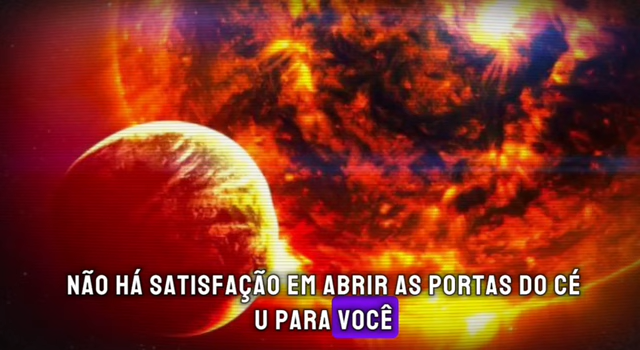 NÃO HÁ SATISFAÇÃO EM ABRIR AS PORTAS DO CÉ
U PARA VOCÊ